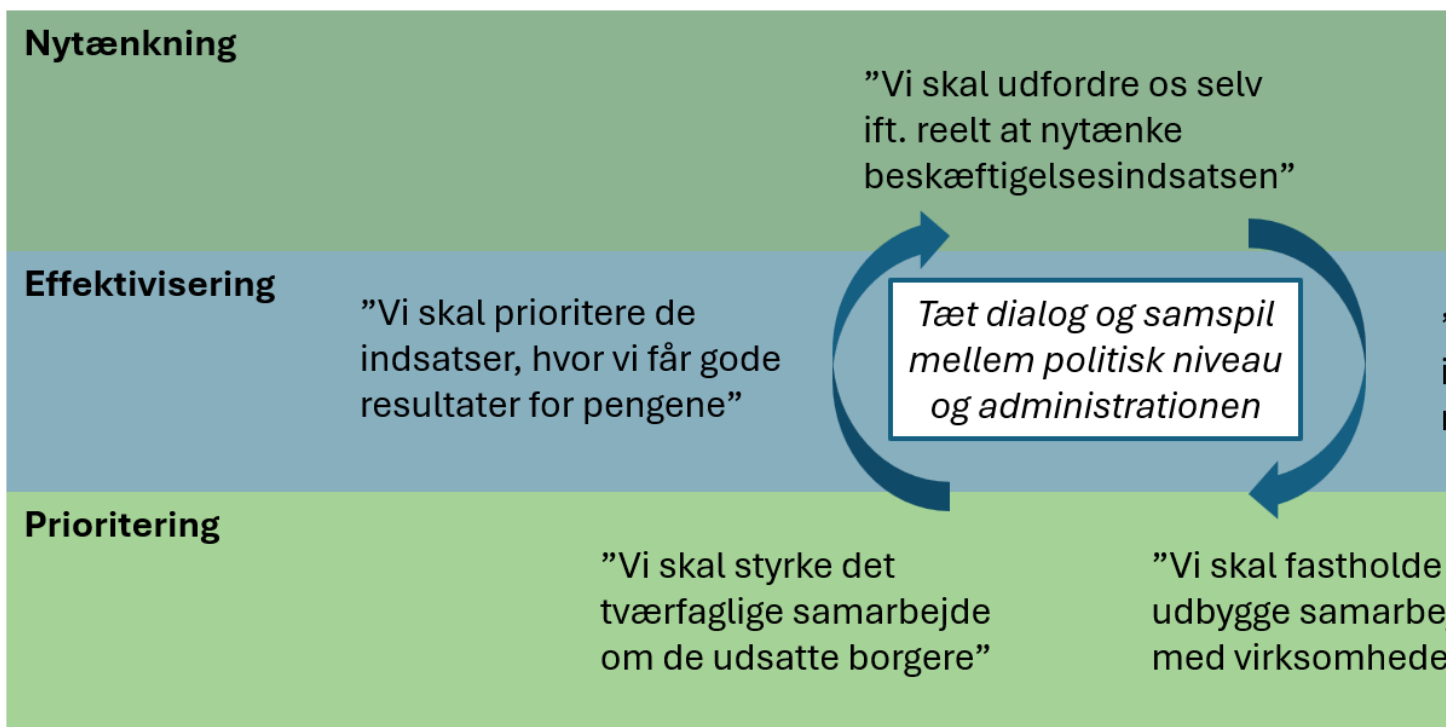 Nytænkning
”Vi skal udfordre os selv
ift. reelt at nytænke
beskæftigelsesindsatsen”
Effektivisering
”Vi skal prioritere de
indsatser, hvor vi får gode
resultater for pengene”
Tæt dialog og samspil
mellem politisk niveau
og administrationen
Prioritering
”Vi skal styrke det
tværfaglige samarbejde
om de udsatte borgere”
”Vi skal fastholde
udbygge
med